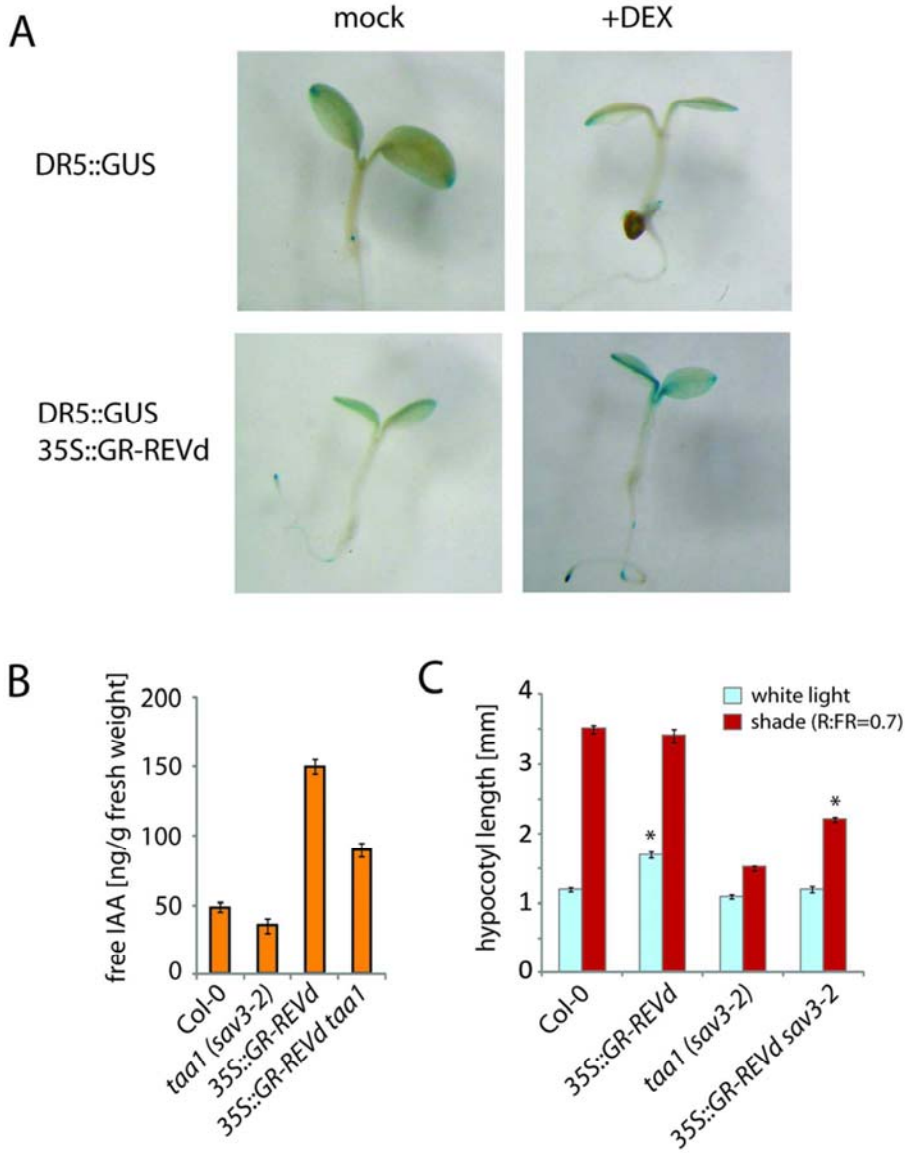 A
mock
+DEX
DR5::GUS
DR5::GUS
35S::GR-REVd
B
free IAA [ng/g fresh weight]
200
150
100
50
0
Col-0
taa1 (sav3-2)
35S::GR-REVd
35S::GR-REVd taa1
C
hypocotyl length [mm]
4
3
2
1
0
white light
shade (R:FR=0.7)
*
*
Col-0
35S::GR-REVd
taa1 (sav3-2)
35S::GR-REVd sav3-2